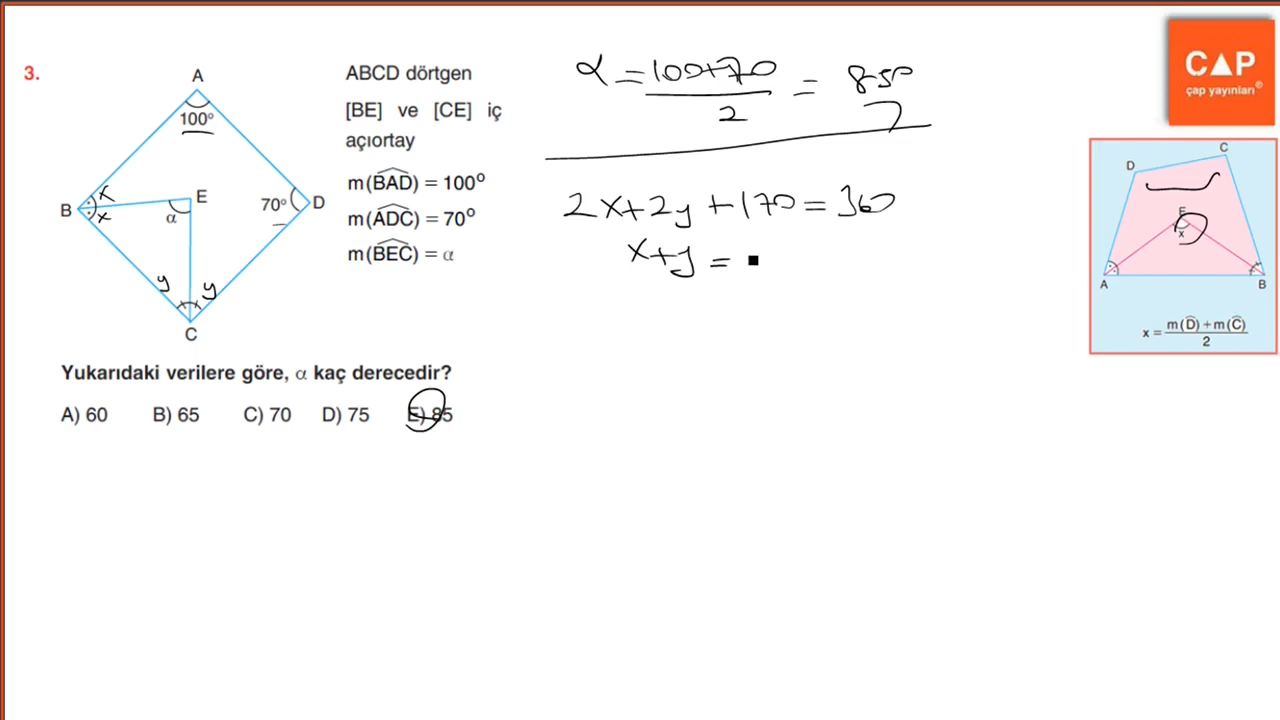 3.
A
100°
x
x
B
E
α
70°
D
y
y
C
ABCD dörtgen
[BE] ve [CE] iç
açıortay
m(BAD) = 100°
m(ADC) = 70°
m(BEC) = α
Yukarıdaki verilere göre, α kaç derecedir?
A) 60 B) 65 C) 70 D) 75 E) 85
α = 100+70 / 2 = 85°
2x+2y+170=360
x+y =
CAP
çap yayınları®
D
C
E
x
A
B
x = m(D) + m(C) / 2